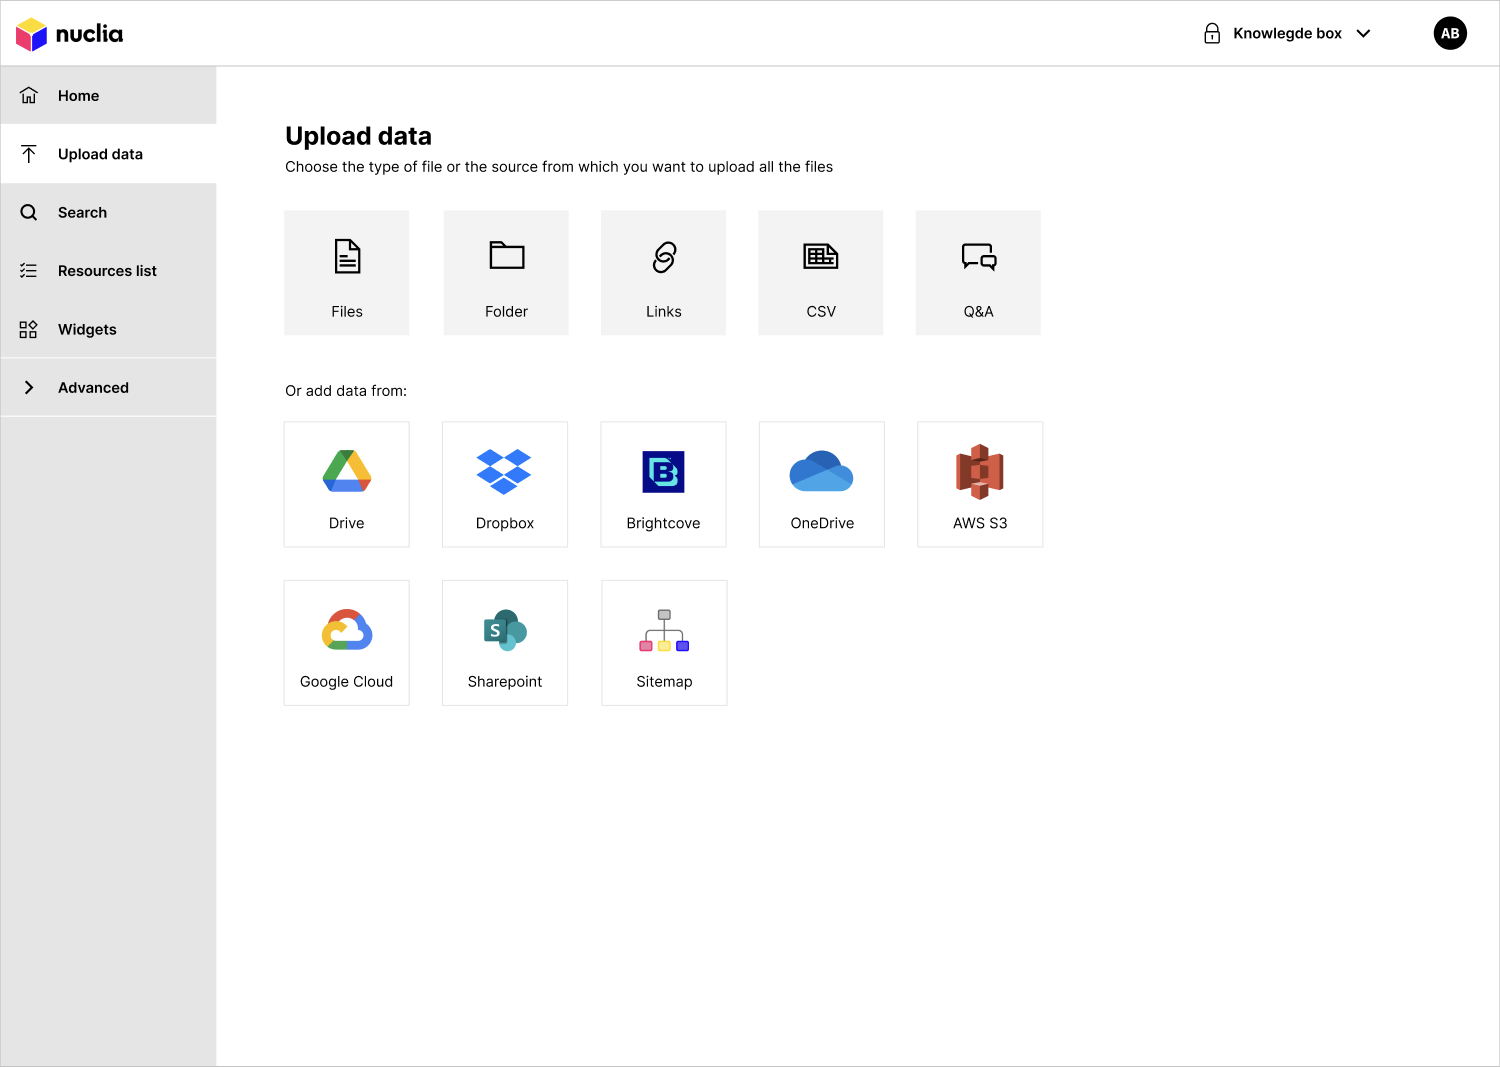 nuclia
Knowlegde box
AB
Home
Upload data
Search
Resources list
Widgets
Advanced
Upload data
Choose the type of file or the source from which you want to upload all the files
Files
Folder
Links
CSV
Q&A
Or add data from:
Drive
Dropbox
B
Brightcove
OneDrive
AWS S3
Google Cloud
S
Sharepoint
Sitemap